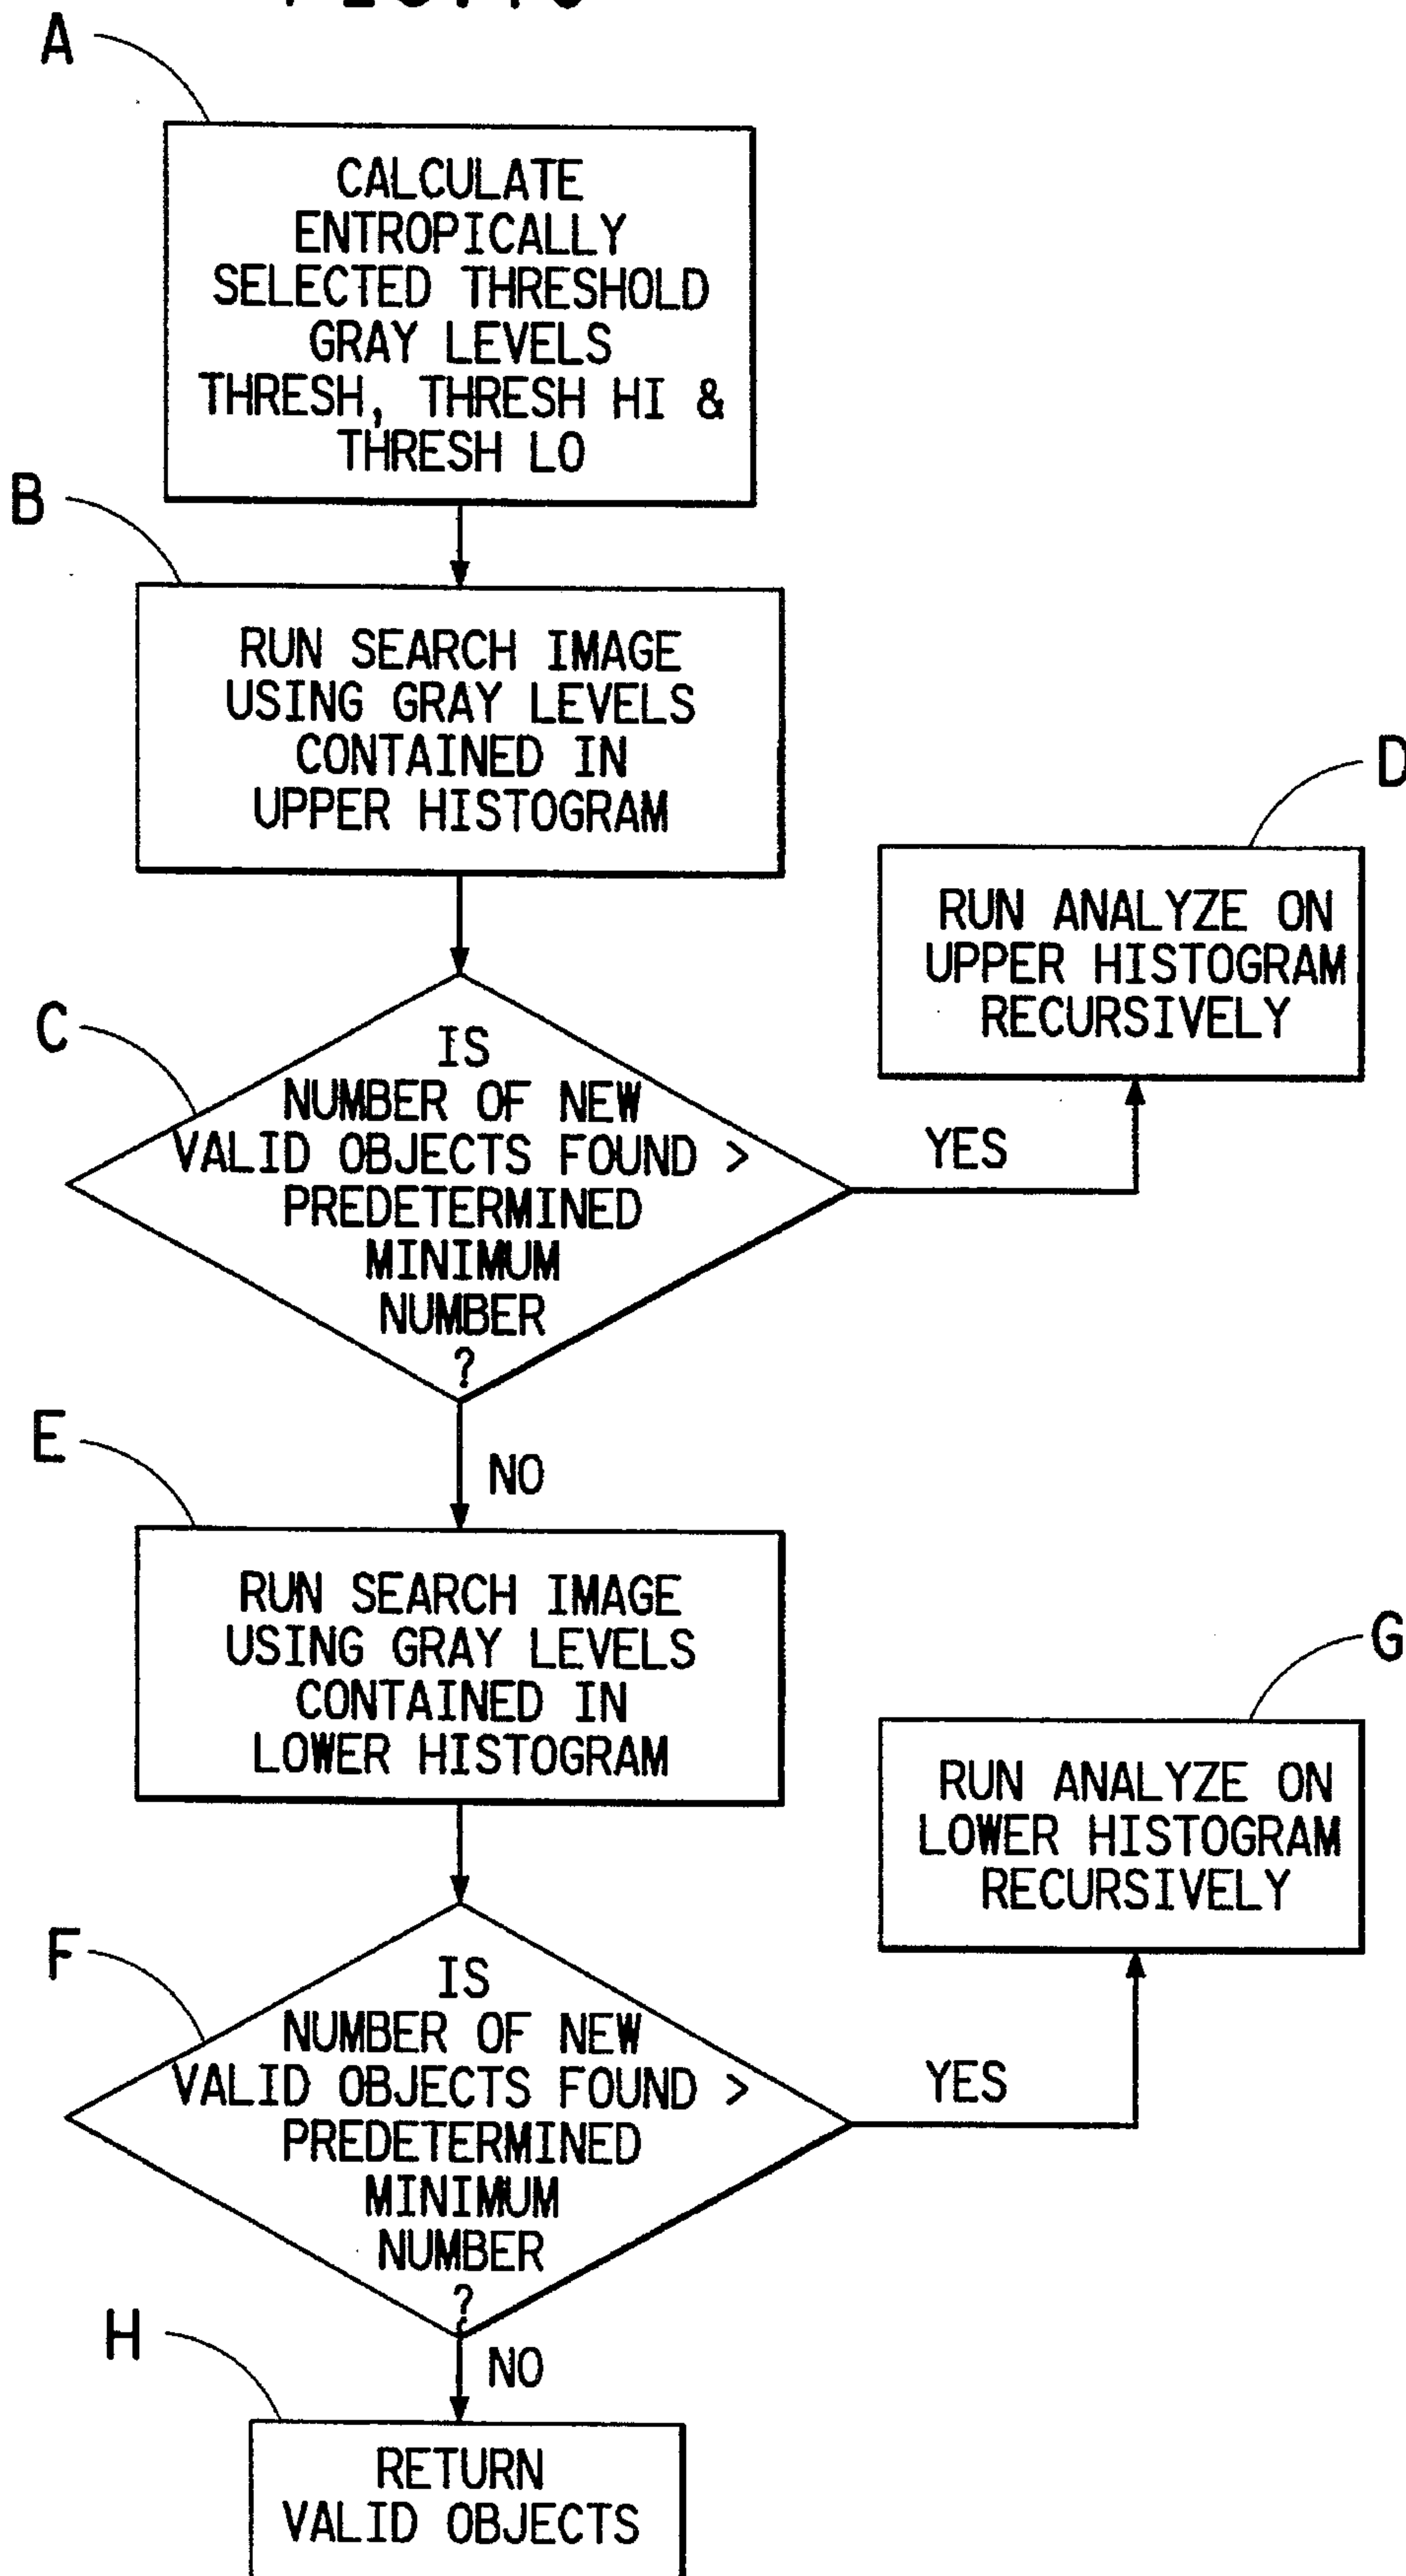 A
CALCULATE
ENTROPICALLY
SELECTED THRESHOLD
GRAY LEVELS
THRESH, THRESH HI &
THRESH LO
B
RUN SEARCH IMAGE
USING GRAY LEVELS
CONTAINED IN
UPPER HISTOGRAM
D
RUN ANALYZE ON
UPPER HISTOGRAM
RECURSIVELY
C
IS
NUMBER OF NEW
VALID OBJECTS FOUND >
PREDETERMINED
MINIMUM
NUMBER
?
YES
NO
E
RUN SEARCH IMAGE
USING GRAY LEVELS
CONTAINED IN
LOWER HISTOGRAM
G
RUN ANALYZE ON
LOWER HISTOGRAM
RECURSIVELY
F
IS
NUMBER OF NEW
VALID OBJECTS FOUND >
PREDETERMINED
MINIMUM
NUMBER
?
YES
NO
H
RETURN
VALID OBJECTS